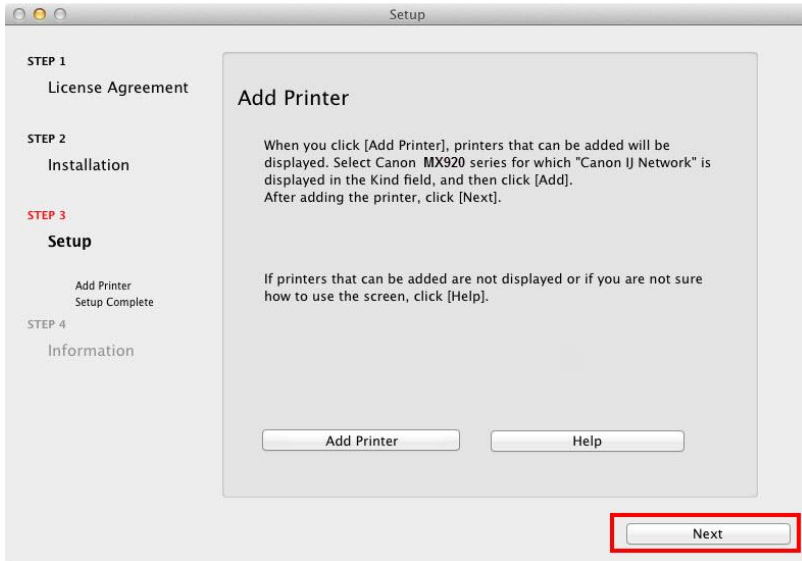 Setup
STEP 1
License Agreement
STEP 2
Installation
STEP 3
Setup
Add Printer
Setup Complete
STEP 4
Information
Add Printer
When you click [Add Printer], printers that can be added will be
displayed. Select Canon MX920 series for which "Canon IJ Network" is
displayed in the Kind field, and then click [Add].
After adding the printer, click [Next].
If printers that can be added are not displayed or if you are not sure
how to use the screen, click [Help].
Add Printer
Help
Next